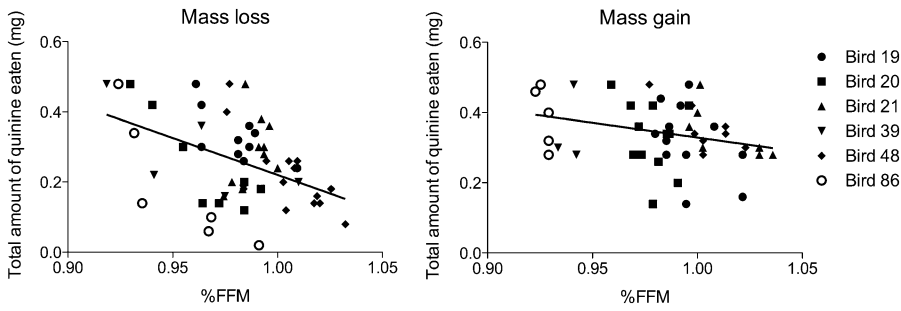 Mass loss
Total amount of quinine eaten (mg)
0.6
0.4
0.2
0.0
0.90
0.95
1.00
1.05
%FFM
Mass gain
Total amount of quinine eaten (mg)
0.6
0.4
0.2
0.0
0.90
0.95
1.00
1.05
%FFM
Bird 19
Bird 20
Bird 21
Bird 39
Bird 48
Bird 86